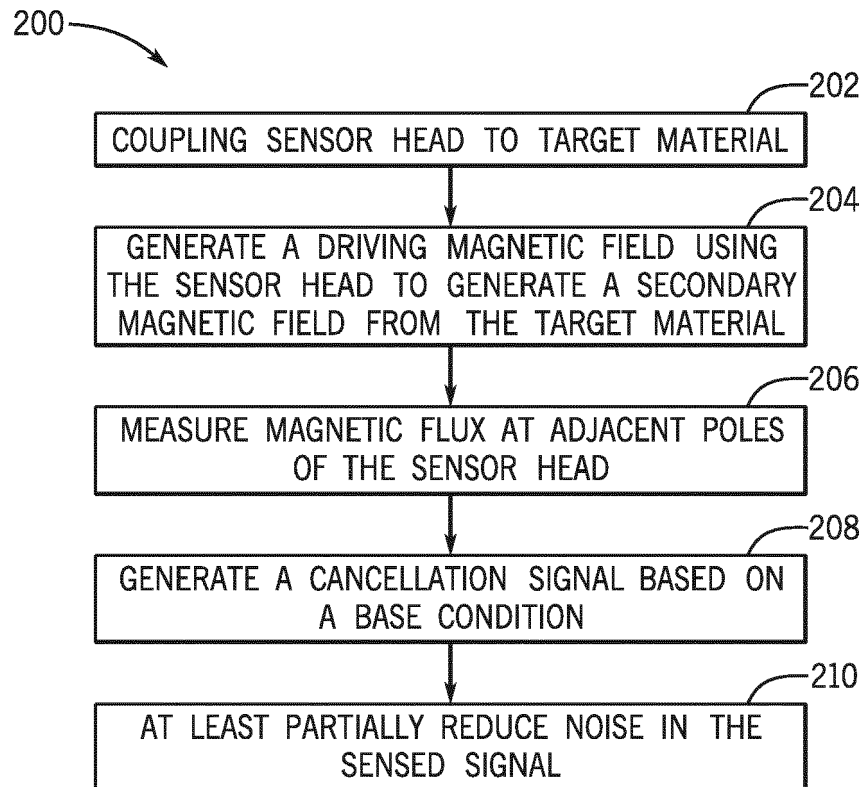 200
202
COUPLING SENSOR HEAD TO TARGET MATERIAL
204
GENERATE A DRIVING MAGNETIC FIELD USING
THE SENSOR HEAD TO GENERATE A SECONDARY
MAGNETIC FIELD FROM THE TARGET MATERIAL
206
MEASURE MAGNETIC FLUX AT ADJACENT POLES
OF THE SENSOR HEAD
208
GENERATE A CANCELLATION SIGNAL BASED ON
A BASE CONDITION
210
AT LEAST PARTIALLY REDUCE NOISE IN THE
SENSED SIGNAL